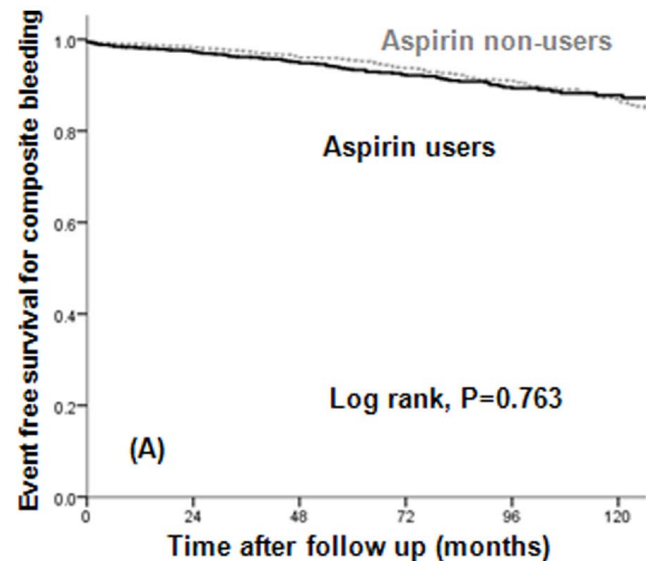 Event free survival for composite bleeding
1.0
0.8
0.6
0.4
0.2
0.0
Aspirin non-users
Aspirin users
Log rank, P=0.763
(A)
0 24 48 72 96 120
Time after follow up (months)